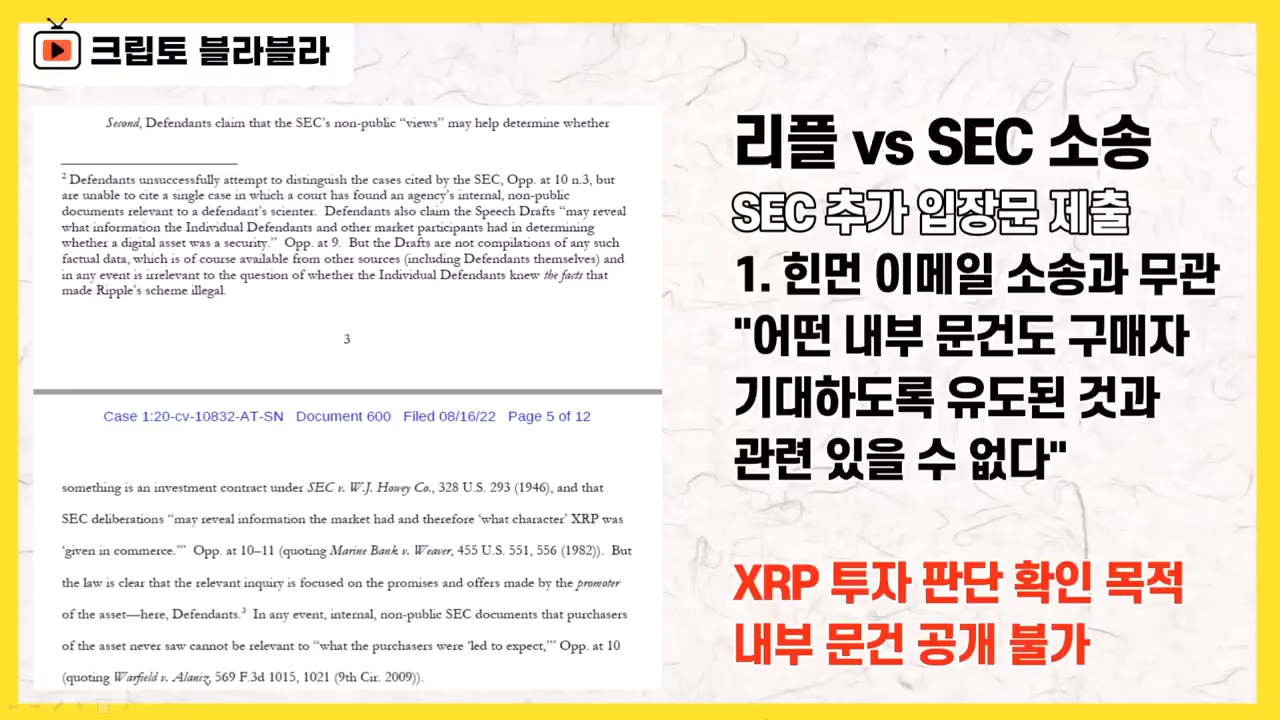 크립토 블라블라
Second, Defendants claim that the SEC's non-public “views” may help determine whether
2 Defendants unsuccessfully attempt to distinguish the cases cited by the SEC, Opp. at 10 n.3, but
are unable to cite a single case in which a court has found an agency's internal, non-public
documents relevant to a defendant's scienter. Defendants also claim the Speech Drafts “may reveal
what information the Individual Defendants and other market participants had in determining
whether a digital asset was a security.” Opp. at 9. But the Drafts are not compilations of any such
factual data, which is of course available from other sources (including Defendants themselves) and
in any event is irrelevant to the question of whether the Individual Defendants knew the facts that
made Ripple's scheme illegal.
3
Case 1:20-cv-10832-AT-SN Document 600 Filed 08/16/22 Page 5 of 12
something is an investment contract under SEC v. W.J. Howey Co., 328 U.S. 293 (1946), and that
SEC deliberations “may reveal information the market had and therefore ‘what character’ XRP was
‘given in commerce.’” Opp. at 10–11 (quoting Marine Bank v. Weaver, 455 U.S. 551, 556 (1982)). But
the law is clear that the relevant inquiry is focused on the promises and offers made by the promoter
of the asset—here, Defendants.3 In any event, internal, non-public SEC documents that purchasers
of the asset never saw cannot be relevant to “what the purchasers were ‘led to expect,’” Opp. at 10
(quoting Warfield v. Alaniz, 569 F.3d 1015, 1021 (9th Cir. 2009)).
리플 vs SEC 소송
SEC 추가 입장문 제출
1. 힌먼 이메일 소송과 무관
"어떤 내부 문건도 구매자
기대하도록 유도된 것과
관련 있을 수 없다"
XRP 투자 판단 확인 목적
내부 문건 공개 불가